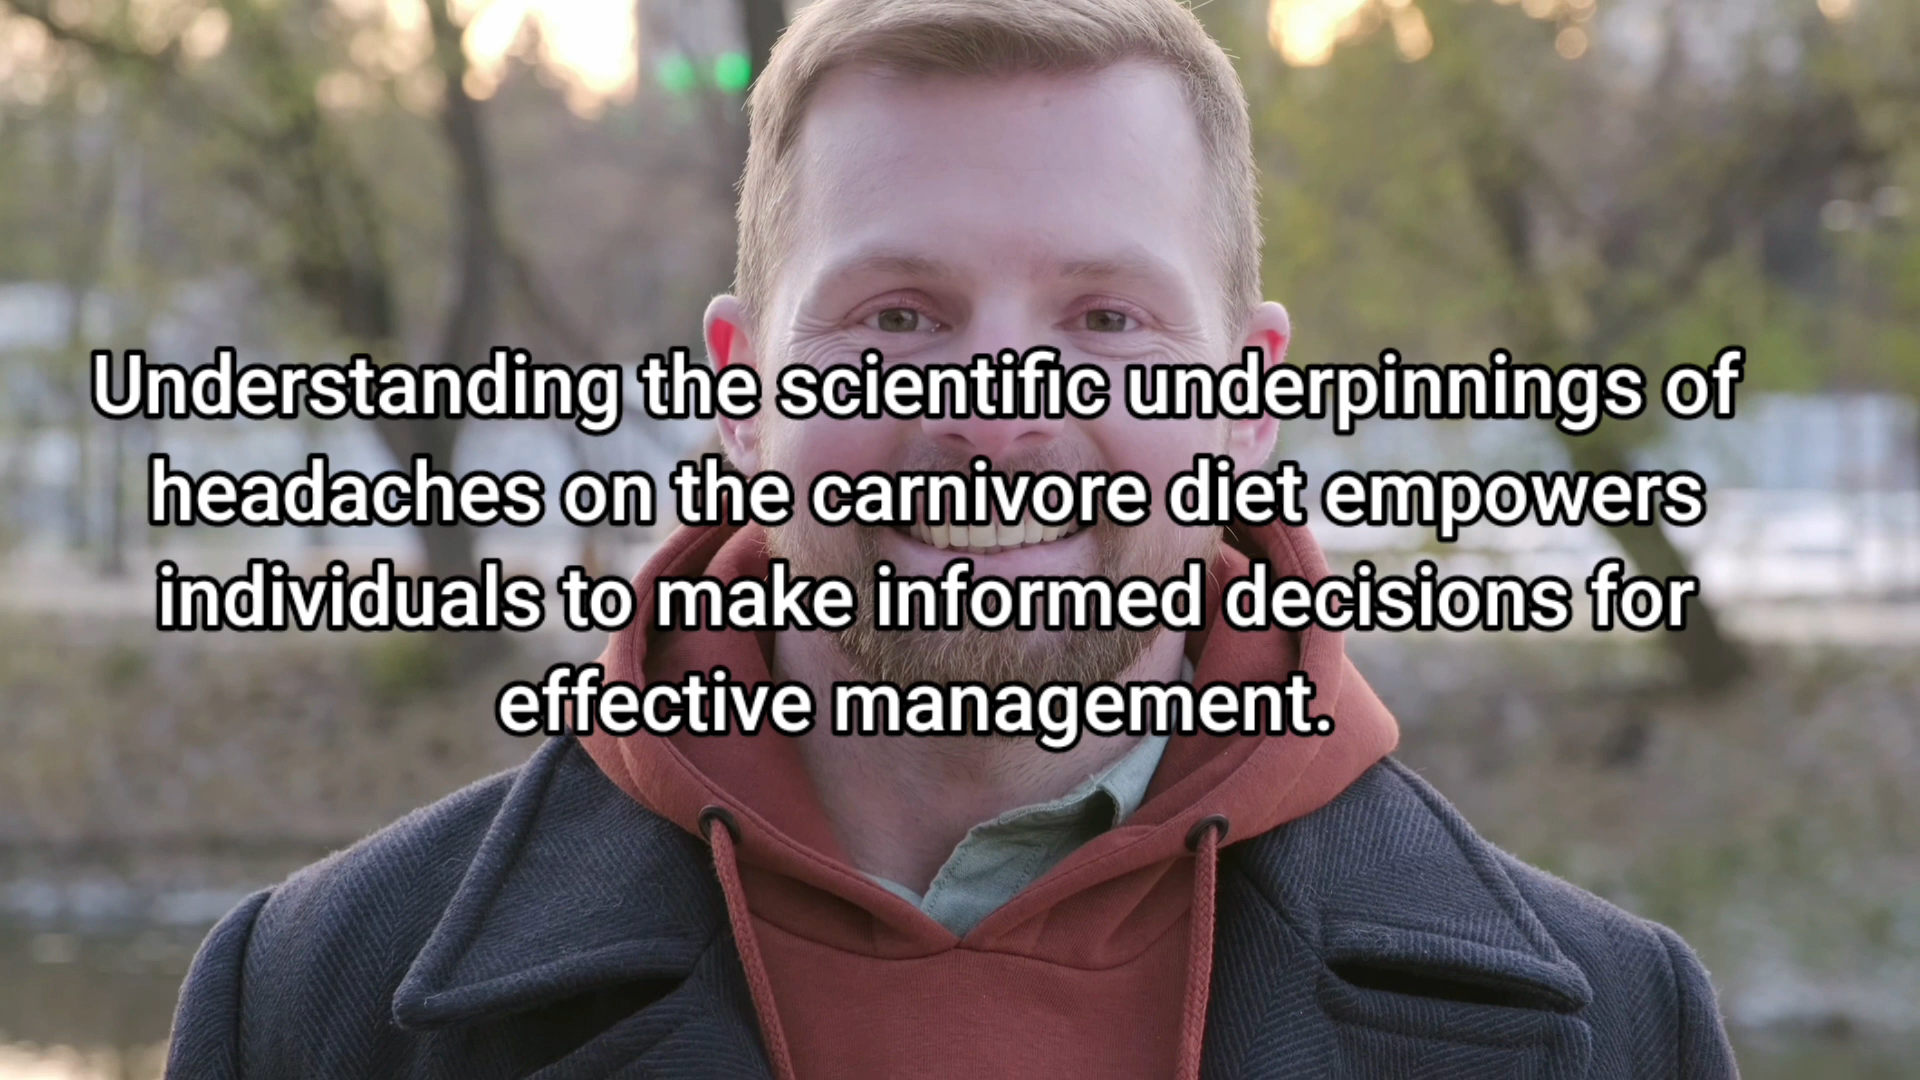 Understanding the scientific underpinnings of
headaches on the carnivore diet empowers
individuals to make informed decisions for
effective management.